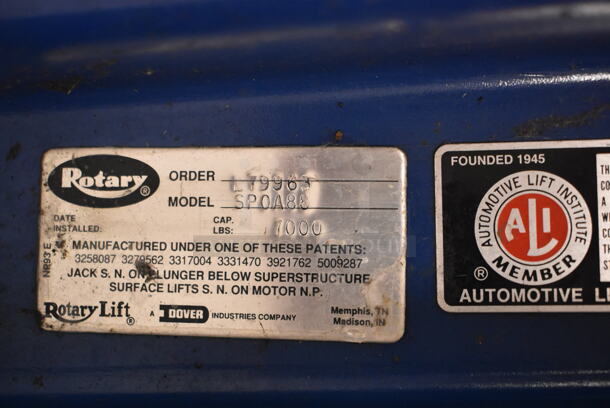 Rotary ®
ORDER L79963
MODEL SPOA88
DATE INSTALLED:
CAP. LBS: 7000
MANUFACTURED UNDER ONE OF THESE PATENTS:
3258087 3279562 3317004 3331470 3921762 5009287
JACK S. N. ON PLUNGER BELOW SUPERSTRUCTURE
SURFACE LIFTS S. N. ON MOTOR N.P.
NR93 E
Rotary Lift ® A DOVER INDUSTRIES COMPANY
Memphis, TN
Madison, IN
FOUNDED 1945
AUTOMOTIVE LIFT INSTITUTE
ALI
MEMBER
®
AUTOMOTIVE